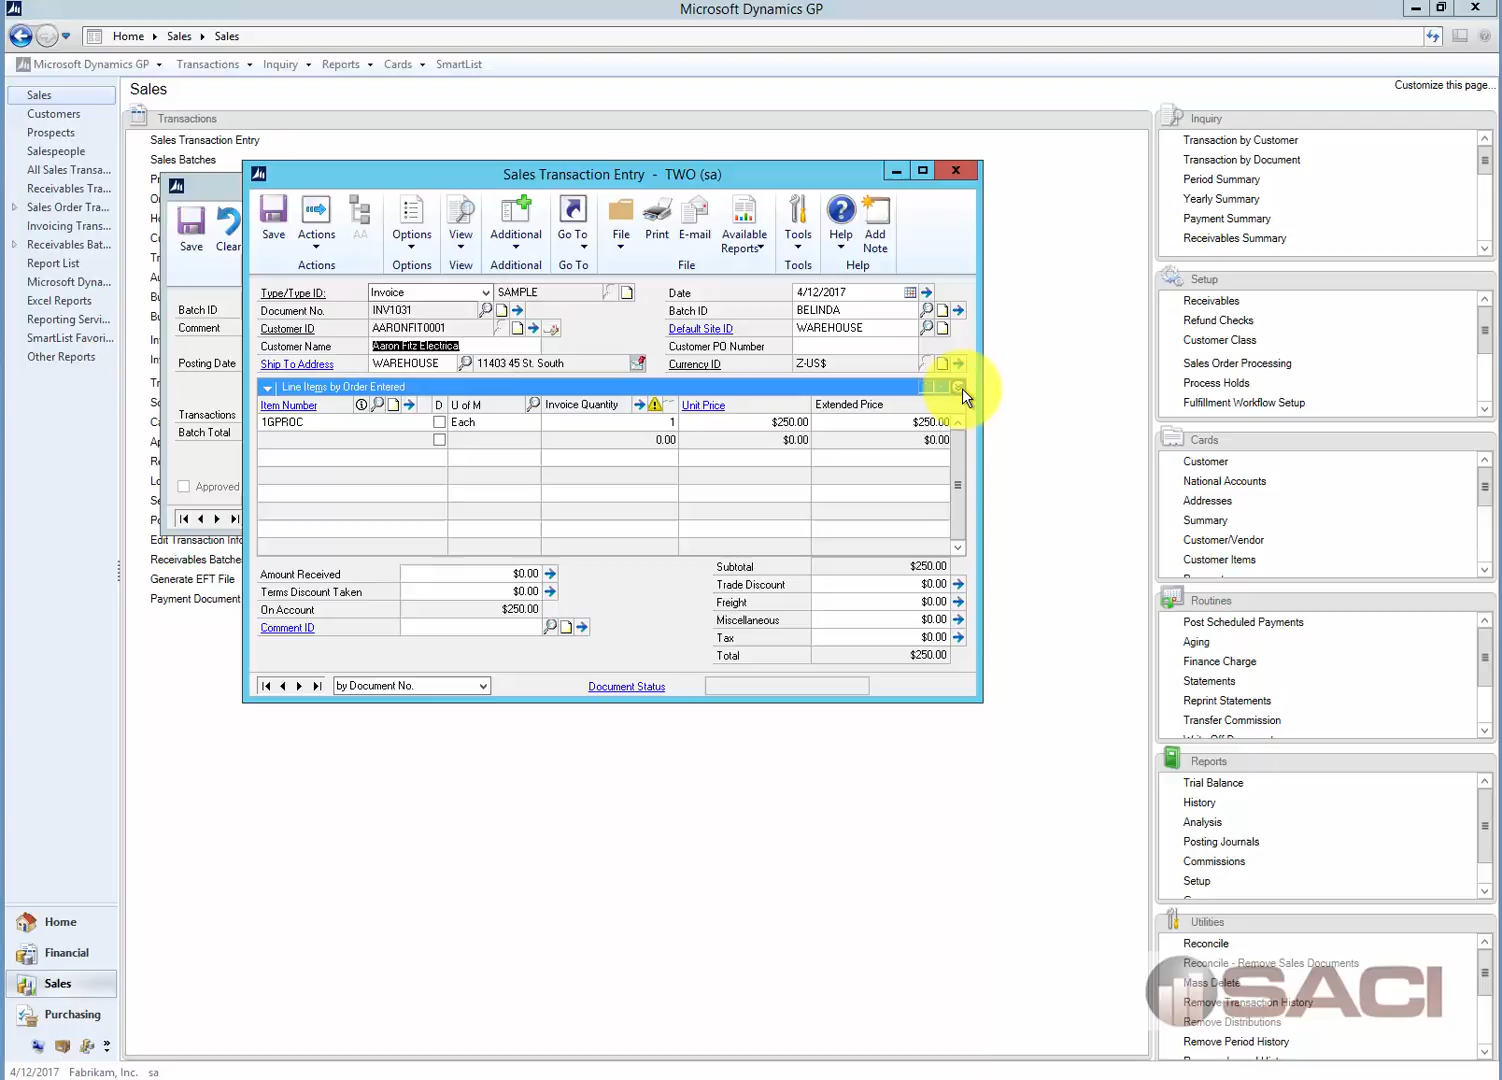 Microsoft Dynamics GP
Home Sales Sales
Microsoft Dynamics GP Transactions Inquiry Reports Cards SmartList
Sales
Customers
Prospects
Salespeople
All Sales Transa...
Receivables Tra...
Sales Order Tra...
Invoicing Trans...
Receivables Bat...
Report List
Microsoft Dyna...
Excel Reports
Reporting Servi...
SmartList Favori...
Other Reports
Home
Financial
Sales
Purchasing
4/12/2017 Fabrikam, Inc. sa
Sales
Customize this page...
Transactions
Sales Transaction Entry
Sales Batches
Edit Transaction Info
Receivables Batche
Generate EFT File
Payment Document
Save Clear
Batch ID
Comment
Posting Date
Transactions
Batch Total
Approved
Sales Transaction Entry - TWO (sa)
Save Actions AA Options View Additional Go To File Print E-mail Available Reports Tools Help Add Note
Actions Options View Additional Go To File Tools Help
Type/Type ID: Invoice SAMPLE Date 4/12/2017
Document No. INV1031 Batch ID BELINDA
Customer ID AARONFIT0001 Default Site ID WAREHOUSE
Customer Name Aaron Fitz Electrical Customer PO Number
Ship To Address WAREHOUSE 11403 45 St. South Currency ID Z-US$
Line Items by Order Entered
Item Number D U of M Invoice Quantity Unit Price Extended Price
1GPROC Each 1 $250.00 $250.00
0.00 $0.00 $0.00
Amount Received $0.00
Terms Discount Taken $0.00
On Account $250.00
Comment ID
Subtotal $250.00
Trade Discount $0.00
Freight $0.00
Miscellaneous $0.00
Tax $0.00
Total $250.00
by Document No. Document Status
Inquiry
Transaction by Customer
Transaction by Document
Period Summary
Yearly Summary
Payment Summary
Receivables Summary
Setup
Receivables
Refund Checks
Customer Class
Sales Order Processing
Process Holds
Fulfillment Workflow Setup
Cards
Customer
National Accounts
Addresses
Summary
Customer/Vendor
Customer Items
Routines
Post Scheduled Payments
Aging
Finance Charge
Statements
Reprint Statements
Transfer Commission
Reports
Trial Balance
History
Analysis
Posting Journals
Commissions
Setup
Utilities
Reconcile
Reconcile - Remove Sales Documents
Mass Delete
Remove Transaction History
Remove Distributions
Remove Period History
SACI